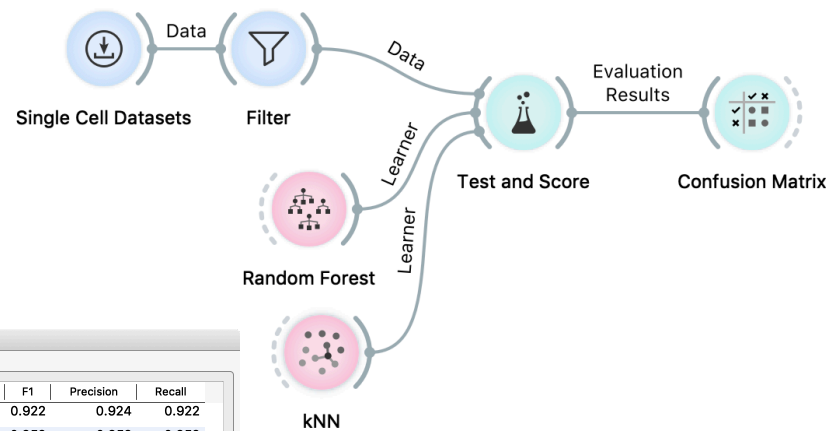 Data
Data
Single Cell Datasets
Filter
Evaluation
Results
Learner
Test and Score
Confusion Matrix
Learner
Random Forest
kNN
F1 Precision Recall
0.922 0.924 0.922